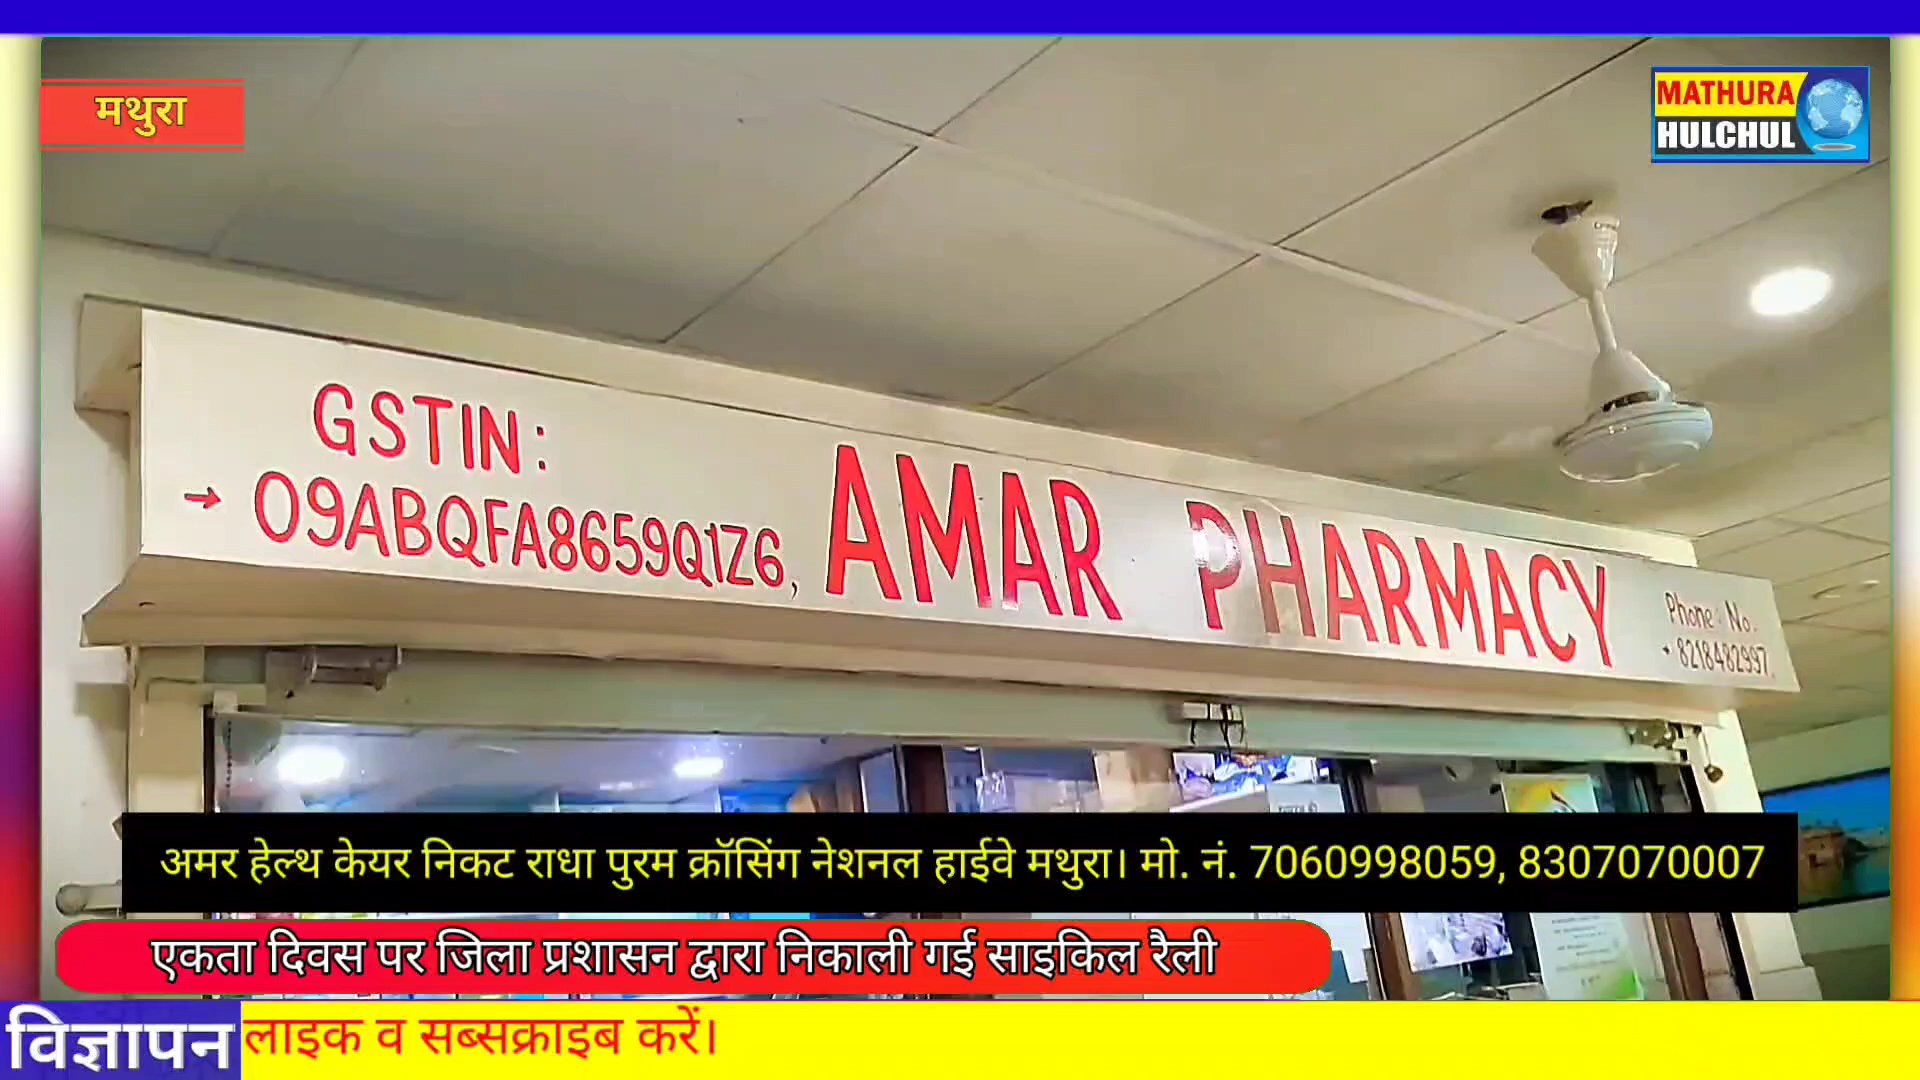 मथुरा
MATHURA
HULCHUL
GSTIN:
→ 09ABQFA8659Q1Z6,
AMAR PHARMACY
Phone No.
→ 8218482997
अमर हेल्थ केयर निकट राधा पुरम क्रॉसिंग नेशनल हाईवे मथुरा। मो. नं. 7060998059, 8307070007
एकता दिवस पर जिला प्रशासन द्वारा निकाली गई साइकिल रैली
विज्ञापन
लाइक व सब्सक्राइब करें।